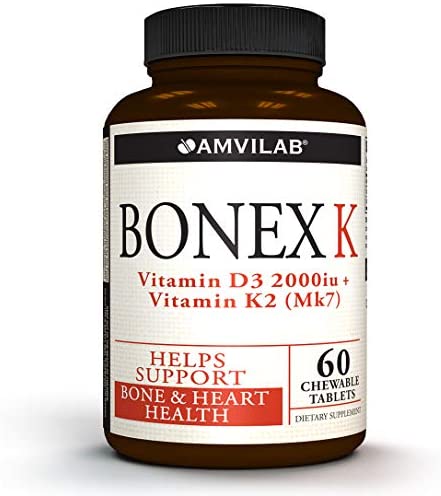 AMVILAB®
BONEX K
Vitamin D3 2000iu +
Vitamin K2 (Mk7)
HELPS
SUPPORT
BONE & HEART
HEALTH
60
CHEWABLE
TABLETS
DIETARY SUPPLEMENT